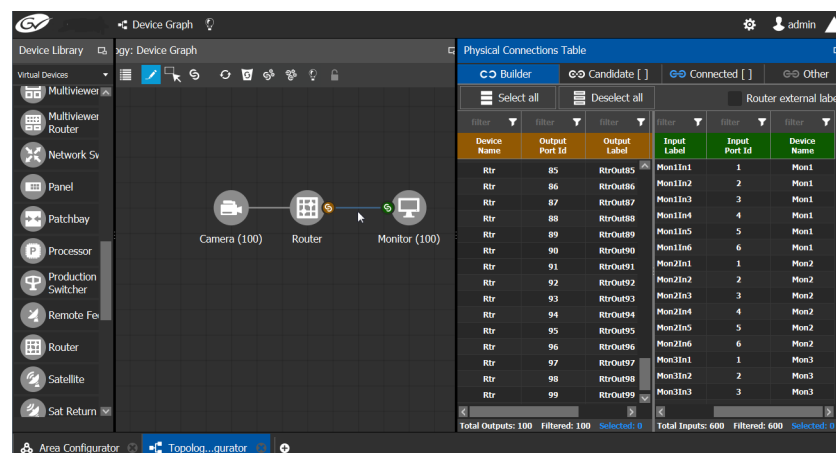 Device Graph
admin
Device Library
ogy: Device Graph
Physical Connections Table
Virtual Devices
Multiviewer
Multiviewer Router
Network Sw
Panel
Patchbay
Processor
Production Switcher
Remote Fee
Router
Satellite
Sat Return
Camera (100)
Router
Monitor (100)
Builder
Candidate [ ]
Connected [ ]
Other
Select all
Deselect all
Router external labe
filter filter filter filter filter filter
Device Name Output Port Id Output Label Input Label Input Port Id Device Name
Rtr 85 RtrOut85 Mon1In1 1 Mon1
Rtr 86 RtrOut86 Mon1In2 2 Mon1
Rtr 87 RtrOut87 Mon1In3 3 Mon1
Rtr 88 RtrOut88 Mon1In4 4 Mon1
Rtr 89 RtrOut89 Mon1In5 5 Mon1
Rtr 90 RtrOut90 Mon1In6 6 Mon1
Rtr 91 RtrOut91 Mon2In1 1 Mon2
Rtr 92 RtrOut92 Mon2In2 2 Mon2
Rtr 93 RtrOut93 Mon2In3 3 Mon2
Rtr 94 RtrOut94 Mon2In4 4 Mon2
Rtr 95 RtrOut95 Mon2In5 5 Mon2
Rtr 96 RtrOut96 Mon2In6 6 Mon2
Rtr 97 RtrOut97 Mon3In1 1 Mon3
Rtr 98 RtrOut98 Mon3In2 2 Mon3
Rtr 99 RtrOut99 Mon3In3 3 Mon3
Total Outputs: 100 Filtered: 100 Selected: 0 Total Inputs: 600 Filtered: 600 Selected: 0
Area Configurator
Topolog...gurator